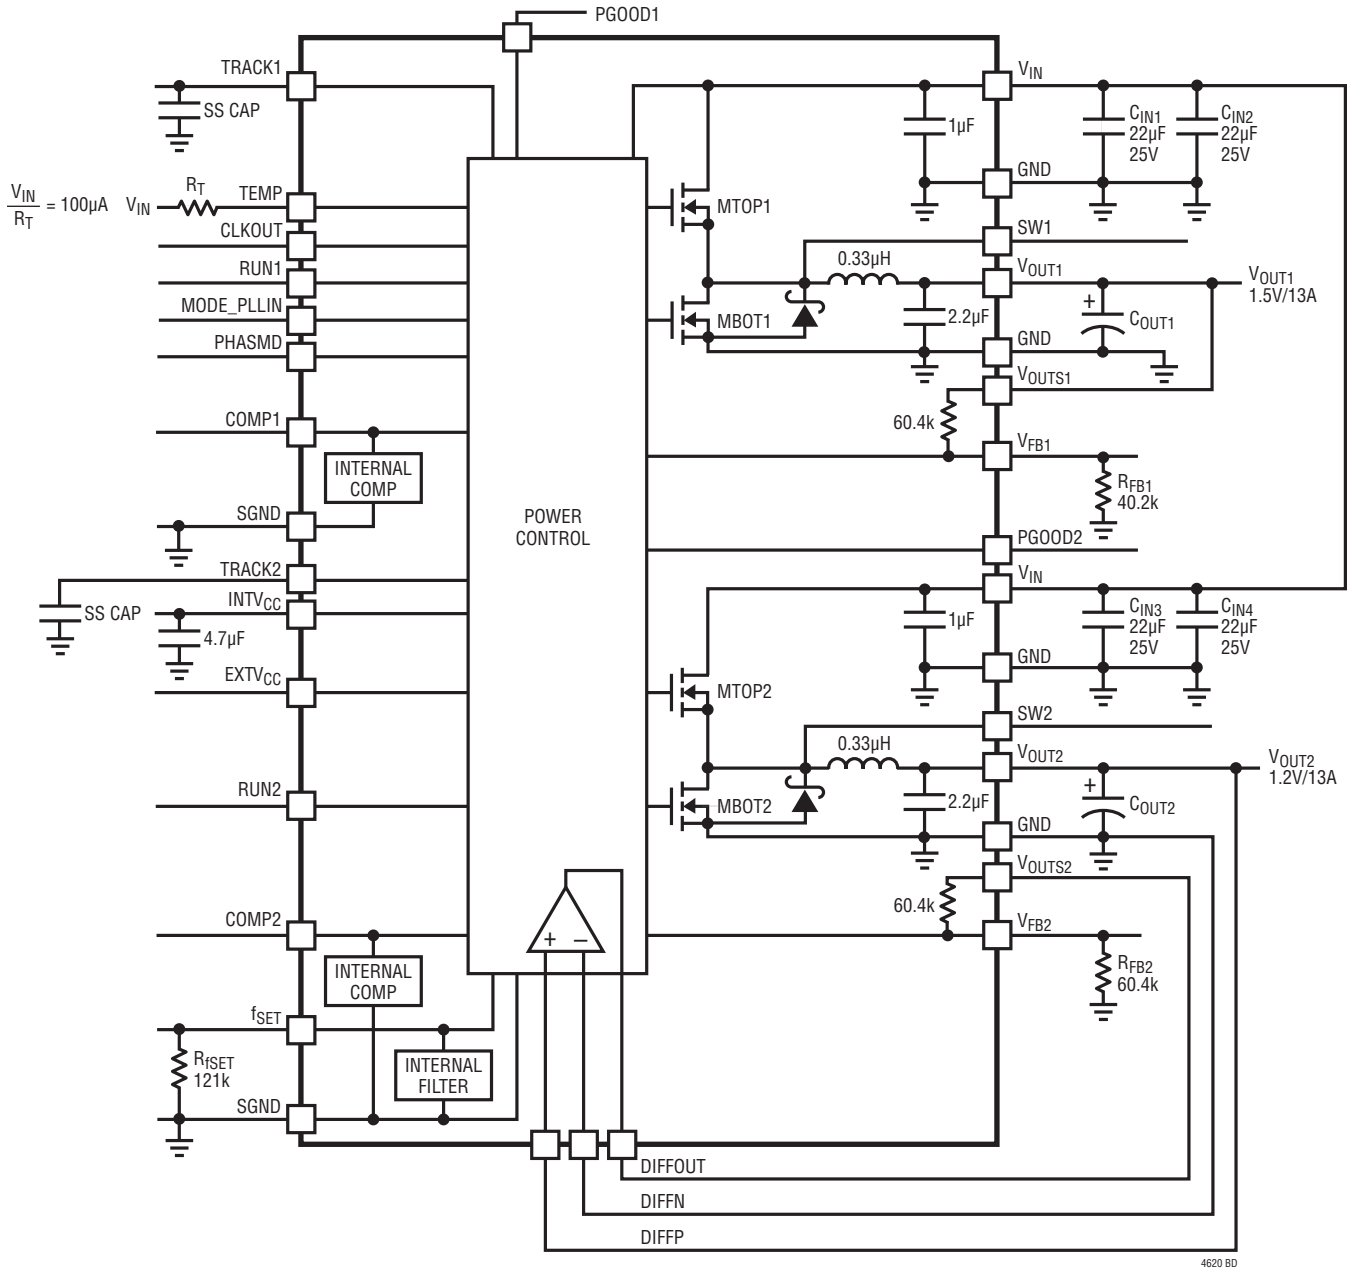 PGOOD1
TRACK1
SS CAP
VIN
RT
= 100µA
VIN
RT
TEMP
CLKOUT
RUN1
MODE_PLLIN
PHASMD
COMP1
INTERNAL
COMP
SGND
TRACK2
SS CAP
INTVCC
4.7µF
EXTVCC
RUN2
COMP2
INTERNAL
COMP
fSET
RfSET
121k
INTERNAL
FILTER
SGND
POWER
CONTROL
+
–
VIN
1µF
CIN1
22µF
25V
CIN2
22µF
25V
GND
MTOP1
SW1
0.33µH
VOUT1
VOUT1
1.5V/13A
MBOT1
2.2µF
+
COUT1
GND
VOUTS1
60.4k
VFB1
RFB1
40.2k
PGOOD2
VIN
1µF
CIN3
22µF
25V
CIN4
22µF
25V
GND
MTOP2
SW2
0.33µH
VOUT2
VOUT2
1.2V/13A
MBOT2
2.2µF
+
COUT2
GND
VOUTS2
60.4k
VFB2
RFB2
60.4k
DIFFOUT
DIFFN
DIFFP
4620 BD